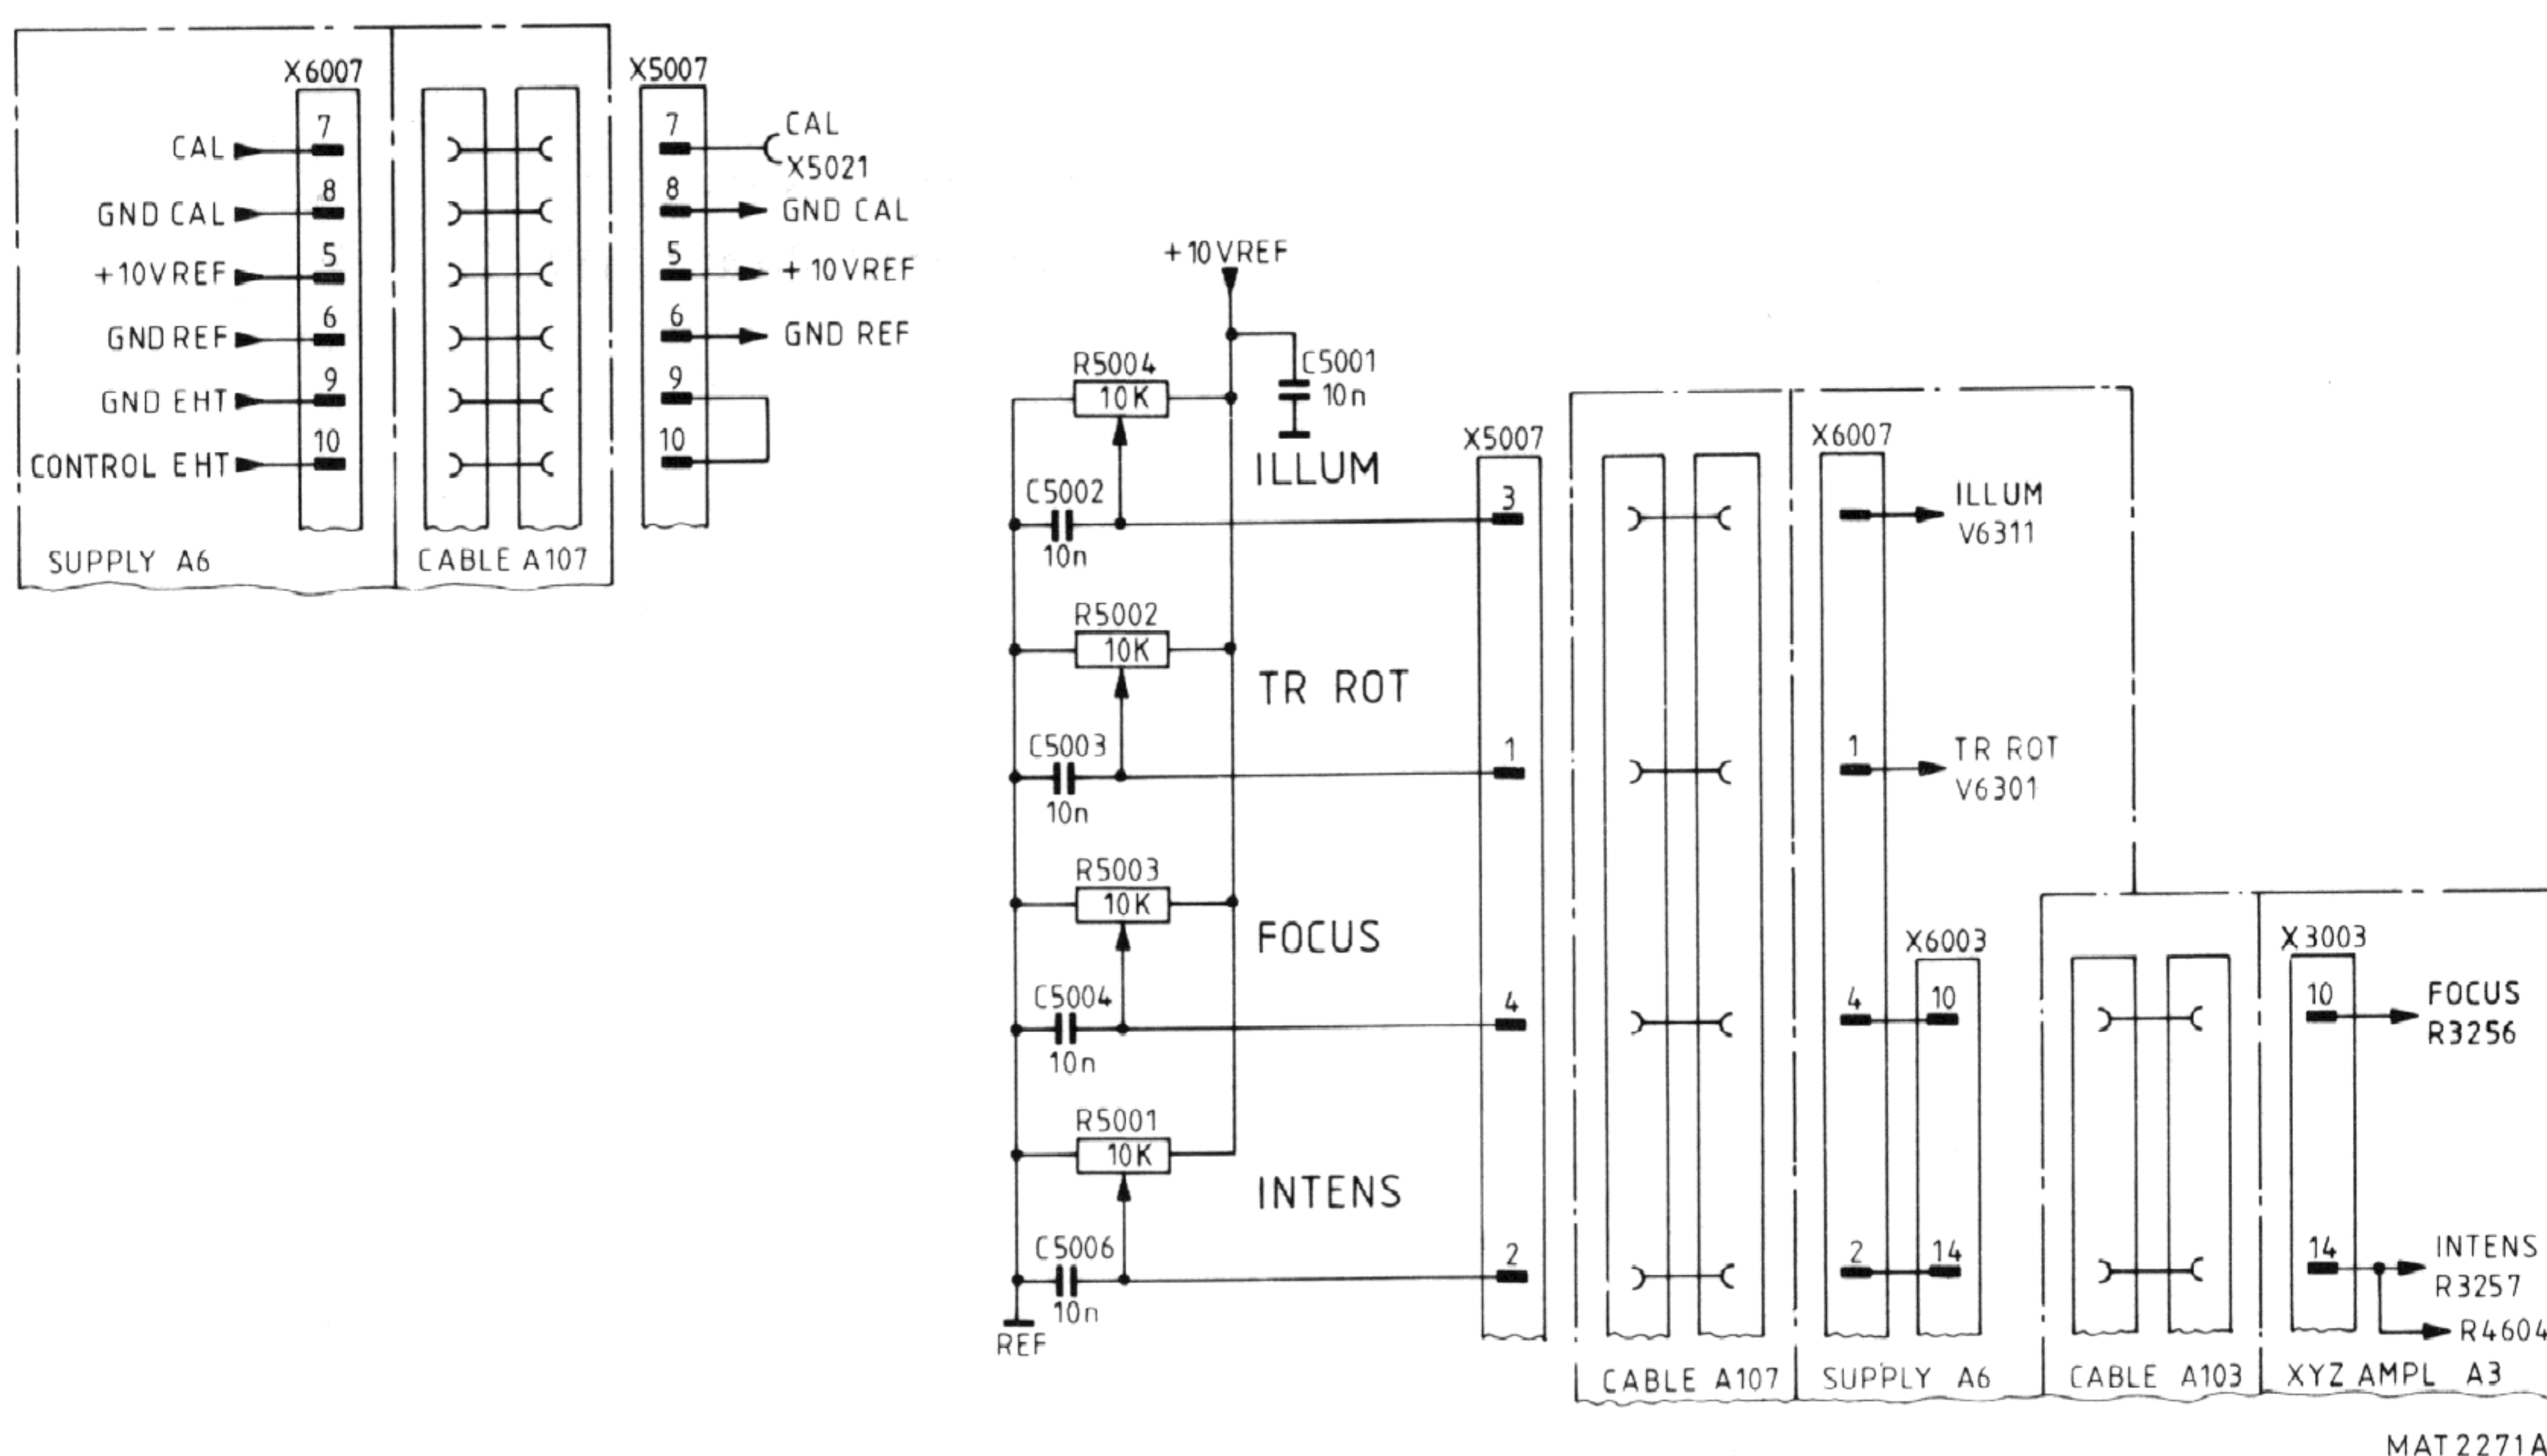 X6007
X5007
7
7
CAL
CAL
X5021
8
8
GND CAL
GND CAL
5
5
+10VREF
+10VREF
6
6
GND REF
GND REF
9
9
GND EHT
10
10
CONTROL EHT
SUPPLY A6
CABLE A107
+10VREF
R5004
10K
C5001
10n
ILLUM
C5002
10n
X5007
3
X6007
ILLUM
V6311
R5002
10K
TR ROT
C5003
10n
1
1
TR ROT
V6301
R5003
10K
FOCUS
C5004
10n
4
4
X6003
10
X3003
10
FOCUS
R3256
R5001
10K
INTENS
C5006
10n
2
2
14
14
INTENS
R3257
R4604
REF
CABLE A107
SUPPLY A6
CABLE A103
XYZ AMPL A3
MAT2271A